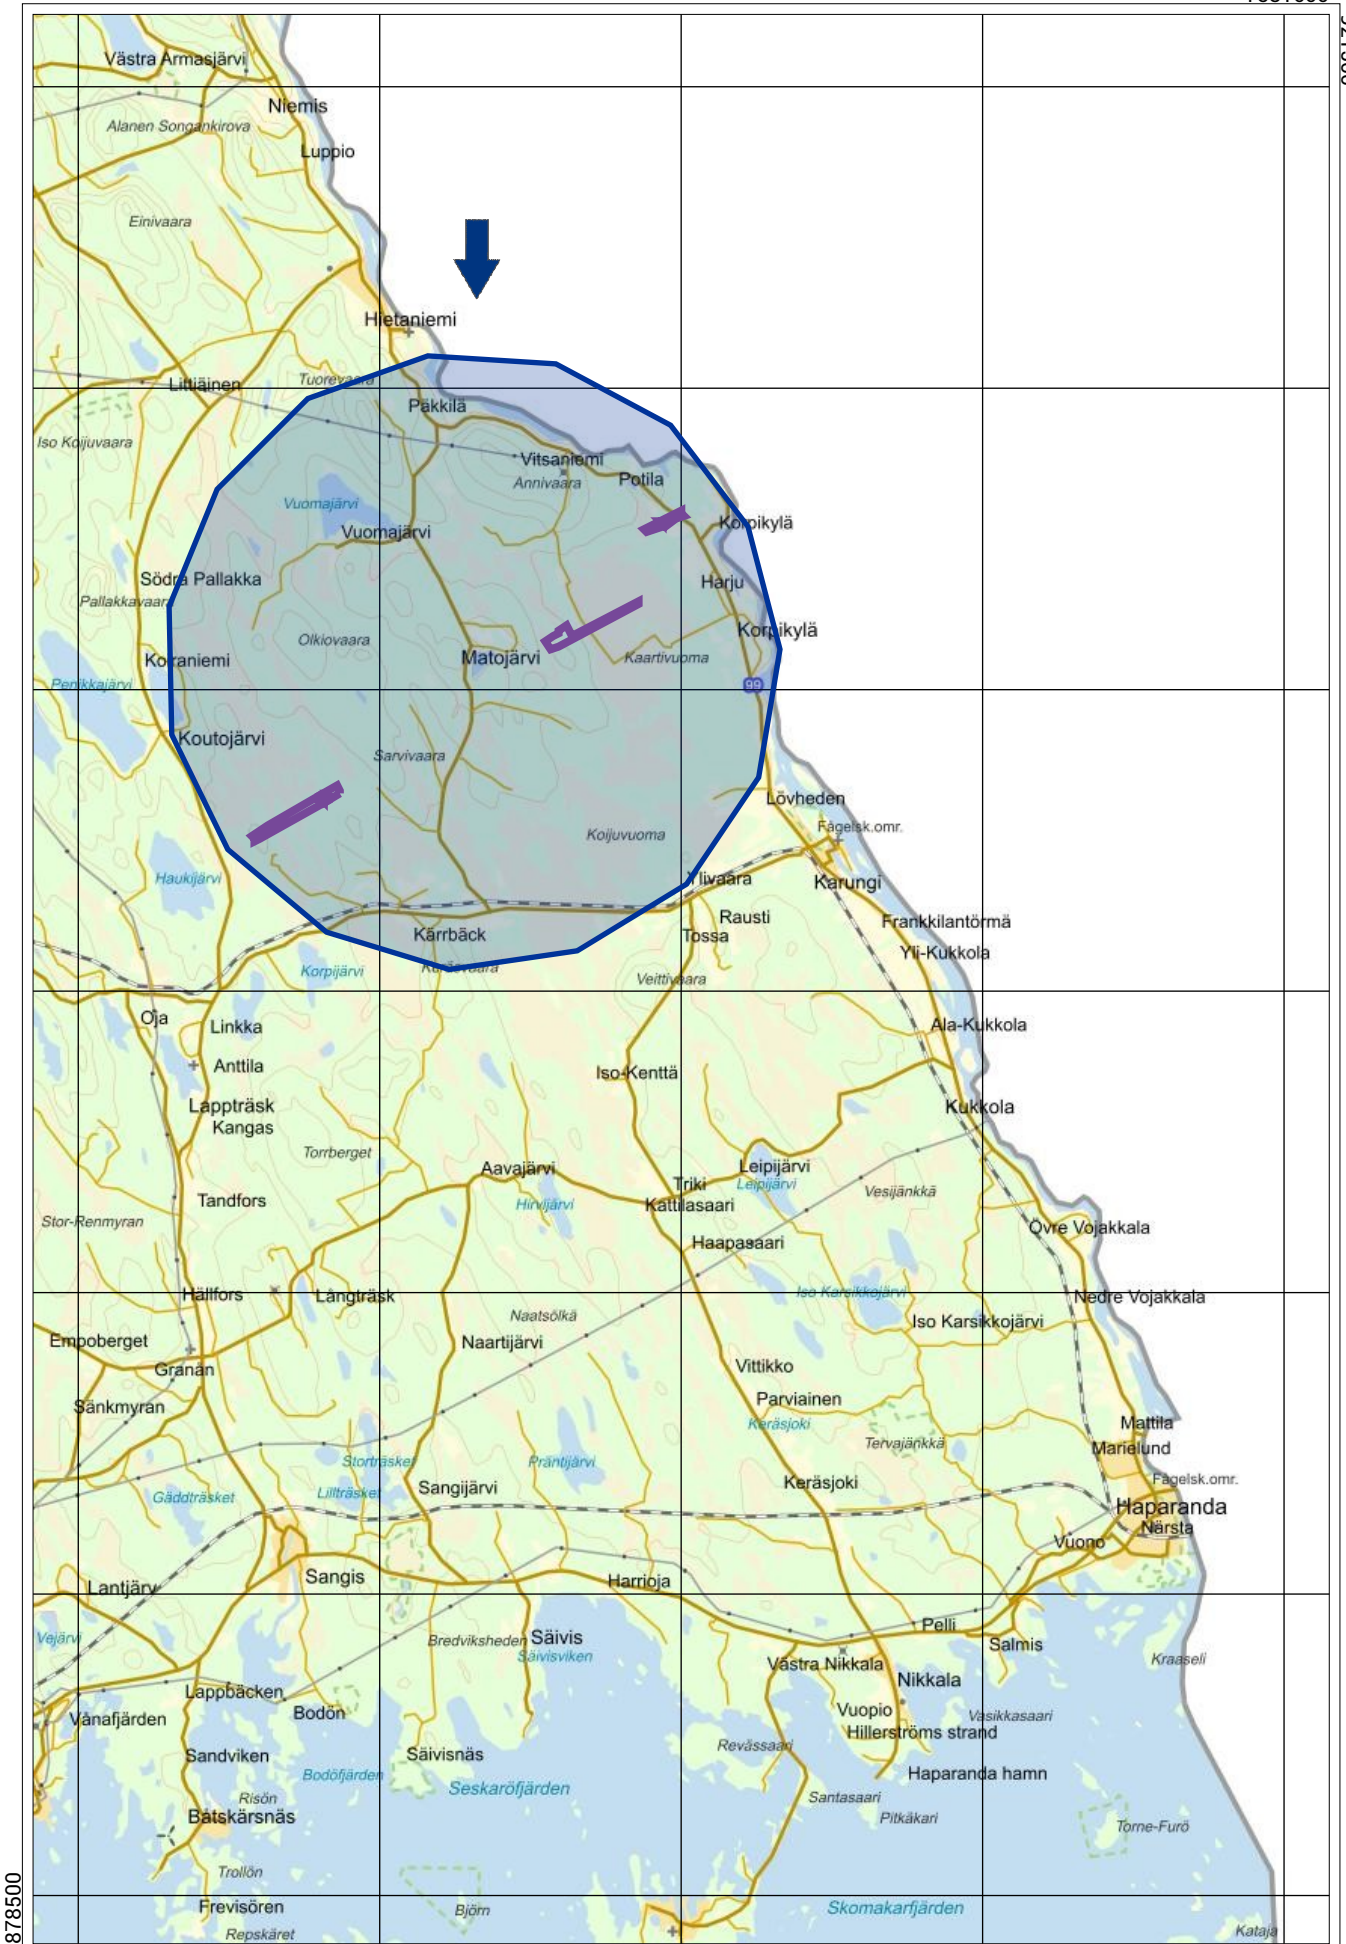 Västra Armasjärvi
Niemis
Alanen Songankirova
Luppio
Einivaara
Hietaniemi
Tuorevaara
Littiäinen
Päkkilä
Iso Koijuvaara
Vitsaniemi
Potila
Annivaara
Vuomajärvi
Korpikylä
Vuomajärvi
Södra Pallakka
Harju
Pallakkavaara
Olkiovaara
Korpikylä
Matojärvi
Kaartivuoma
Koraniemi
Penikkajärvi
99
Koutojärvi
Sarvivaara
Lövheden
Fågelsk.omr.
Koijuvuoma
Haukijärvi
Ylivaara
Karungi
Rausti
Frankkilantörmä
Kärrbäck
Tossa
Yli-Kukkola
Korpijärvi
Veittivaara
Oja
Linkka
Ala-Kukkola
Anttila
Iso-Kenttä
Lappträsk
Kukkola
Kangas
Torrberget
Aavajärvi
Leipijärvi
Triki
Leipijärvi
Vesijänkkä
Tandfors
Hirvijärvi
Kattilasaari
Stor-Renmyran
Övre Vojakkala
Haapasaari
Hällfors
Långträsk
Iso Karsikkojärvi
Nedre Vojakkala
Naatsölkä
Iso Karsikkojärvi
Empoberget
Naartijärvi
Granån
Vittikko
Sänkmyran
Parviainen
Keräsjoki
Mattila
Tervajänkkä
Marielund
Stortrásket
Präntijärvi
Fågelsk.omr.
Sangijärvi
Keräsjoki
Gäddträsket
Lillträsket
Haparanda
Närsta
Vuono
Sangis
Harrioja
Lantjärv
Pelli
Vejärvi
Bredviksheden
Säivis
Salmis
Säivisviken
Västra Nikkala
Kraaseli
Nikkala
Lappbäcken
Vånafjärden
Bodön
Vuopio
Vasikkasaari
Hillerströms strand
Revässaari
Sandviken
Säivisnäs
Bodöfjärden
Seskaröfjärden
Haparanda hamn
Risön
Santasaari
Båtskärsnäs
Pitkäkari
Torne-Furö
Trollön
Frevisören
Björn
Skomakarfjärden
Repskäret
Kataja
878500